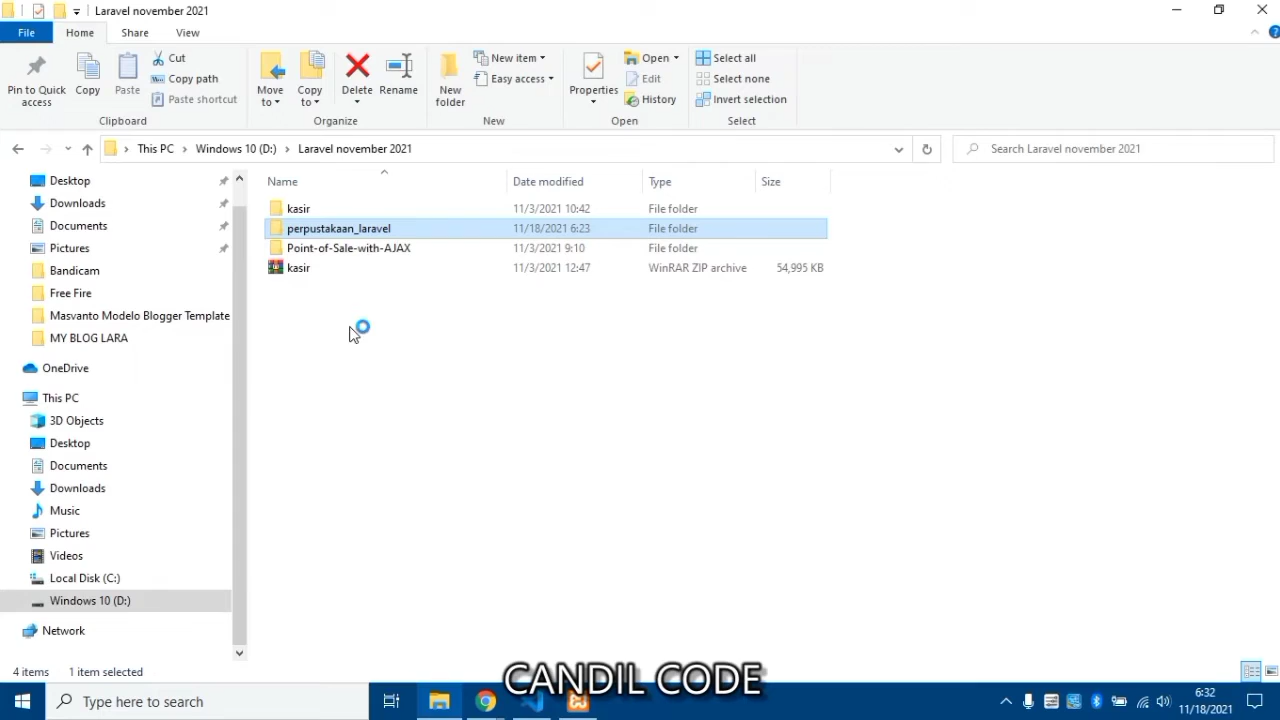 Laravel november 2021
File Home Share View
Pin to Quick access
Copy
Paste
Cut
Copy path
Paste shortcut
Clipboard
Move to
Copy to
Delete
Rename
Organize
New folder
New item
Easy access
New
Properties
Open
Edit
History
Open
Select all
Select none
Invert selection
Select
This PC > Windows 10 (D:) > Laravel november 2021
Search Laravel november 2021
Name Date modified Type Size
kasir 11/3/2021 10:42 File folder
perpustakaan_laravel 11/18/2021 6:23 File folder
Point-of-Sale-with-AJAX 11/3/2021 9:10 File folder
kasir 11/3/2021 12:47 WinRAR ZIP archive 54,995 KB
Desktop
Downloads
Documents
Pictures
Bandicam
Free Fire
Masvanto Modelo Blogger Template
MY BLOG LARA
OneDrive
This PC
3D Objects
Desktop
Documents
Downloads
Music
Pictures
Videos
Local Disk (C:)
Windows 10 (D:)
Network
4 items 1 item selected
CANDIL CODE
Type here to search
6:32
11/18/2021